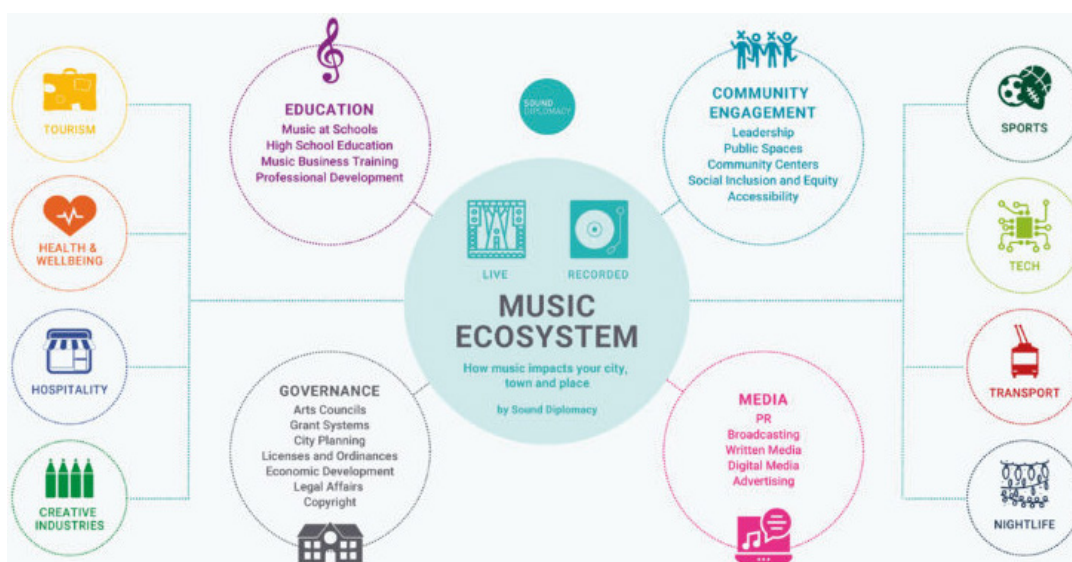 TOURISM
HEALTH &
WELLBEING
HOSPITALITY
CREATIVE
INDUSTRIES
EDUCATION
Music at Schools
High School Education
Music Business Training
Professional Development
GOVERNANCE
Arts Councils
Grant Systems
City Planning
Licenses and Ordinances
Economic Development
Legal Affairs
Copyright
SOUND
DIPLOMACY
LIVE
RECORDED
MUSIC
ECOSYSTEM
How music impacts your city,
town and place
by Sound Diplomacy
COMMUNITY
ENGAGEMENT
Leadership
Public Spaces
Community Centers
Social Inclusion and Equity
Accessibility
MEDIA
PR
Broadcasting
Written Media
Digital Media
Advertising
SPORTS
TECH
TRANSPORT
NIGHTLIFE